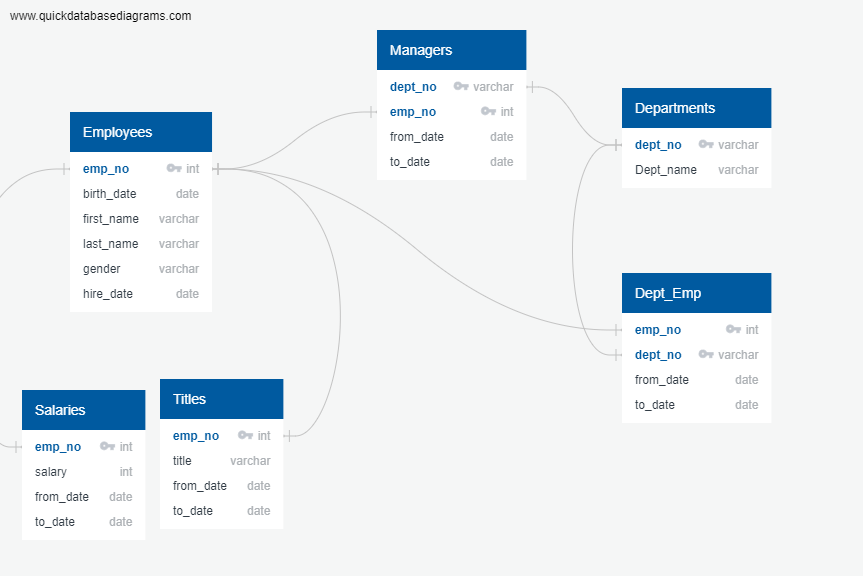 www.quickdatabasediagrams.com
Managers
dept_no varchar
emp_no int
from_date date
to_date date
Departments
dept_no varchar
Dept_name varchar
Employees
emp_no int
birth_date date
first_name varchar
last_name varchar
gender varchar
hire_date date
Dept_Emp
emp_no int
dept_no varchar
from_date date
to_date date
Salaries
emp_no int
salary int
from_date date
to_date date
Titles
emp_no int
title varchar
from_date date
to_date date